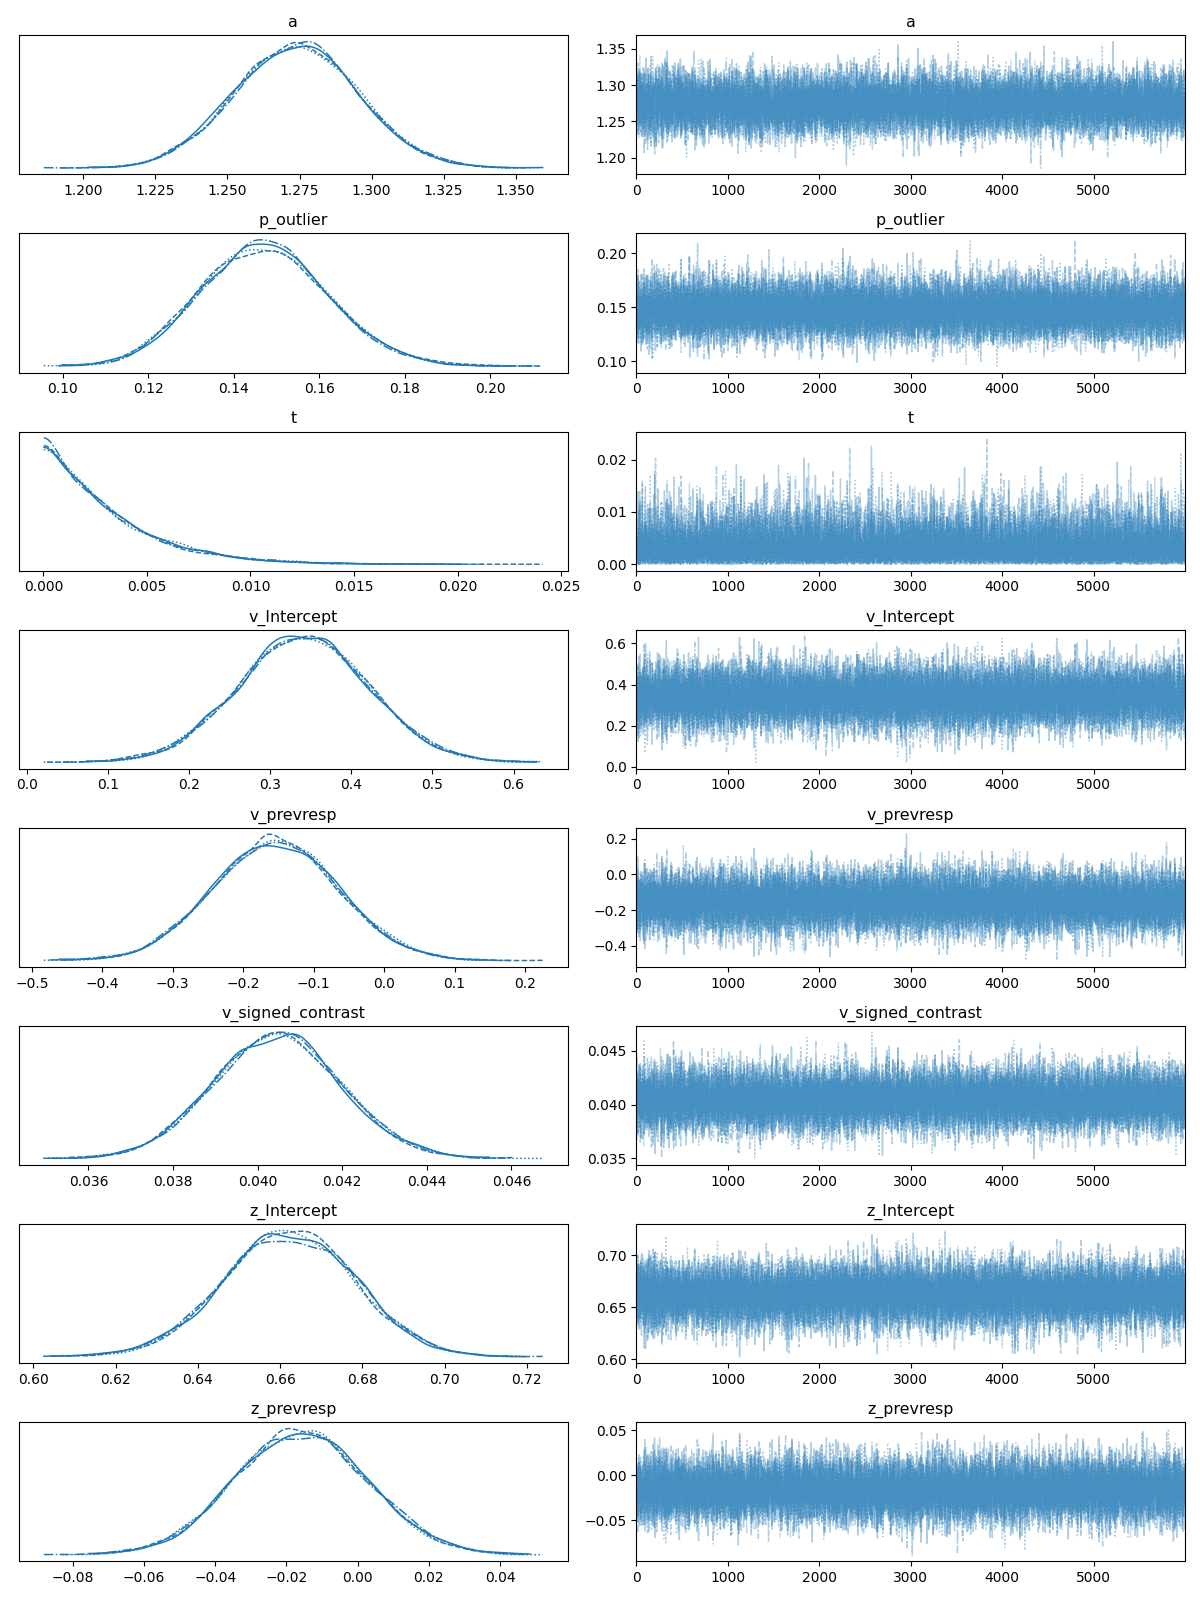 a a
1.35
1.30
1.25
1.20
1.200 1.225 1.250 1.275 1.300 1.325 1.350 0 1000 2000 3000 4000 5000
p_outlier p_outlier
0.20
0.15
0.10
0.10 0.12 0.14 0.16 0.18 0.20 0 1000 2000 3000 4000 5000
t t
0.02
0.01
0.00
0.000 0.005 0.010 0.015 0.020 0.025 0 1000 2000 3000 4000 5000
v_Intercept v_Intercept
0.6
0.4
0.2
0.0
0.0 0.1 0.2 0.3 0.4 0.5 0.6 0 1000 2000 3000 4000 5000
v_prevresp v_prevresp
0.2
0.0
−0.2
−0.4
−0.5 −0.4 −0.3 −0.2 −0.1 0.0 0.1 0.2 0 1000 2000 3000 4000 5000
v_signed_contrast v_signed_contrast
0.045
0.040
0.035
0.036 0.038 0.040 0.042 0.044 0.046 0 1000 2000 3000 4000 5000
z_Intercept z_Intercept
0.70
0.65
0.60
0.60 0.62 0.64 0.66 0.68 0.70 0.72 0 1000 2000 3000 4000 5000
z_prevresp z_prevresp
0.05
0.00
−0.05
−0.08 −0.06 −0.04 −0.02 0.00 0.02 0.04 0 1000 2000 3000 4000 5000